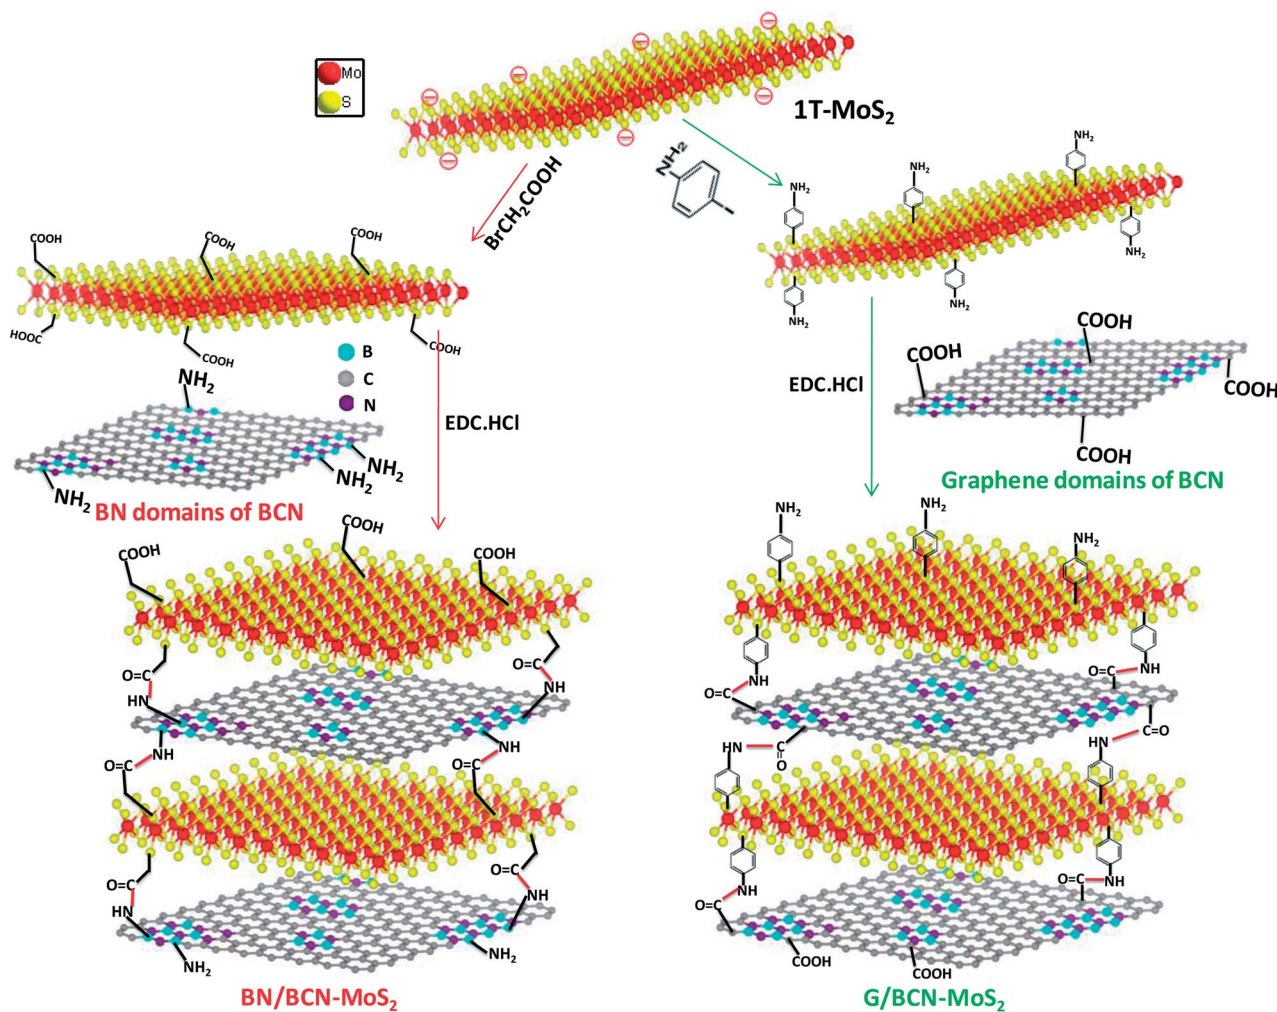 Mo
S
1T-MoS₂
BrCH₂COOH
NH₂
NH₂
NH₂
NH₂
NH₂
NH₂
NH₂
COOH
COOH
COOH
HOOC
COOH
COOH
B
C
N
EDC.HCl
NH₂
NH₂
NH₂
NH₂
BN domains of BCN
EDC.HCl
COOH
COOH
COOH
COOH
Graphene domains of BCN
COOH
COOH
COOH
O=C
HN
O=C
NH
NH
O=C
NH
O=C
O=C
HN
O=C
NH
NH₂
NH₂
BN/BCN-MoS₂
NH₂
NH₂
NH₂
NH
O=C
NH
C
HN
C
O
HN
C=O
NH
O=C
O=C
NH
COOH
COOH
G/BCN-MoS₂